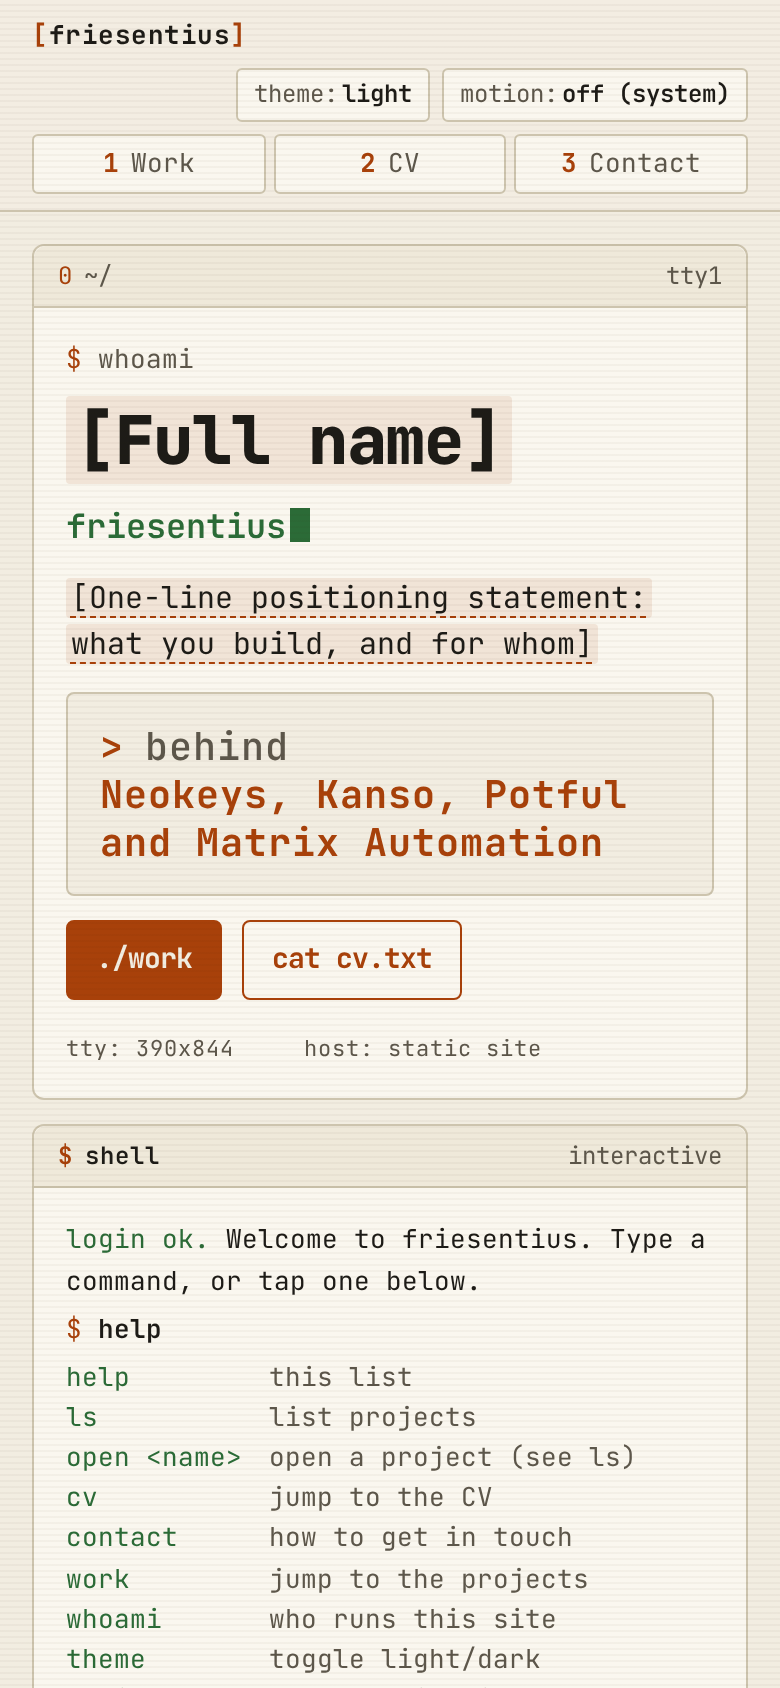 [friesentius]
theme: light motion: off (system)
1 Work 2 CV 3 Contact
0 ~/ tty1
$ whoami
[Full name]
friesentius
[One-line positioning statement:
what you build, and for whom]
> behind
Neokeys, Kanso, Potful
and Matrix Automation
./work cat cv.txt
tty: 390x844 host: static site
$ shell interactive
login ok. Welcome to friesentius. Type a
command, or tap one below.
$ help
help this list
ls list projects
open <name> open a project (see ls)
cv jump to the CV
contact how to get in touch
work jump to the projects
whoami who runs this site
theme toggle light/dark